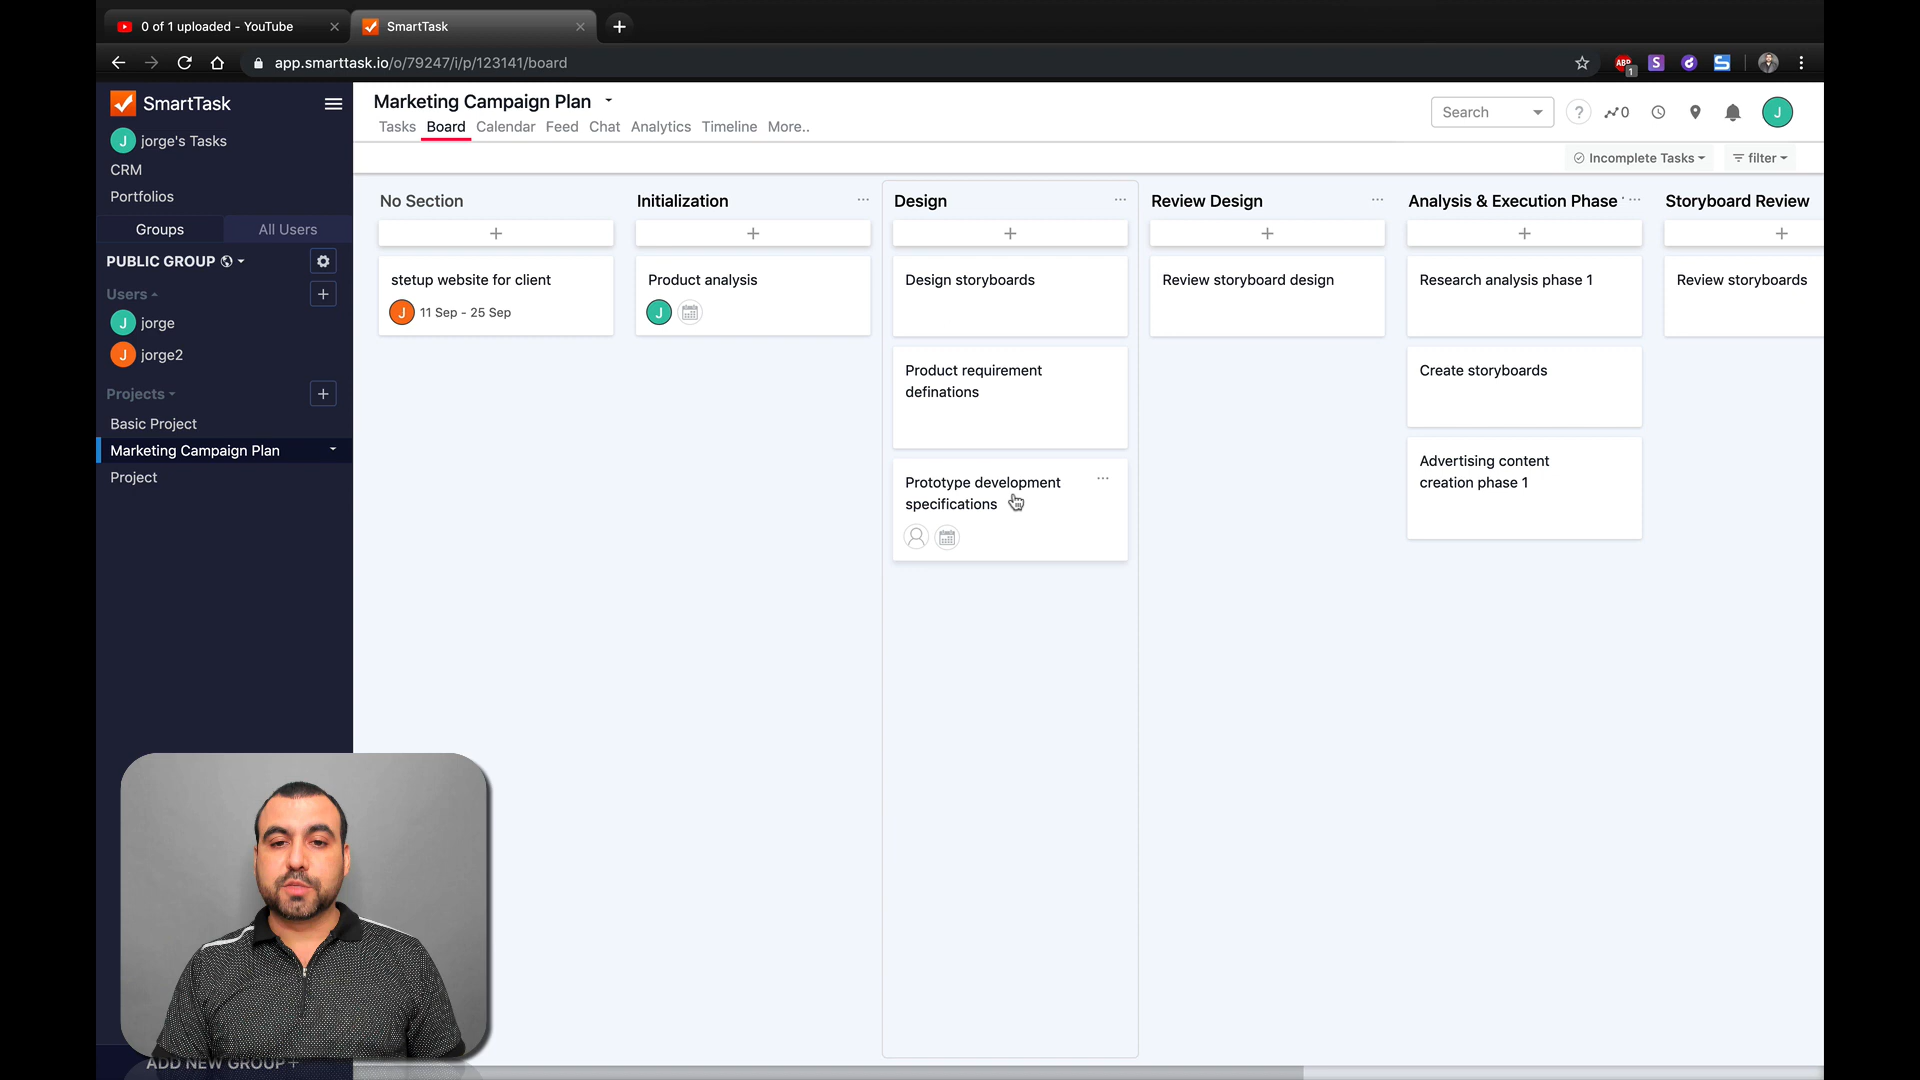 0 of 1 uploaded - YouTube
SmartTask
app.smarttask.io/o/79247/i/p/123141/board
ABP
1
S
SmartTask
J jorge's Tasks
CRM
Portfolios
Groups
All Users
PUBLIC GROUP
Users
J jorge
J jorge2
Projects
Basic Project
Marketing Campaign Plan
Project
ADD NEW GROUP +
Marketing Campaign Plan
Tasks Board Calendar Feed Chat Analytics Timeline More..
Search
?
0
J
Incomplete Tasks
filter
No Section
stetup website for client
J 11 Sep - 25 Sep
Initialization
Product analysis
J
Design
Design storyboards
Product requirement
definations
Prototype development
specifications
Review Design
Review storyboard design
Analysis & Execution Phase
Research analysis phase 1
Create storyboards
Advertising content
creation phase 1
Storyboard Review
Review storyboards